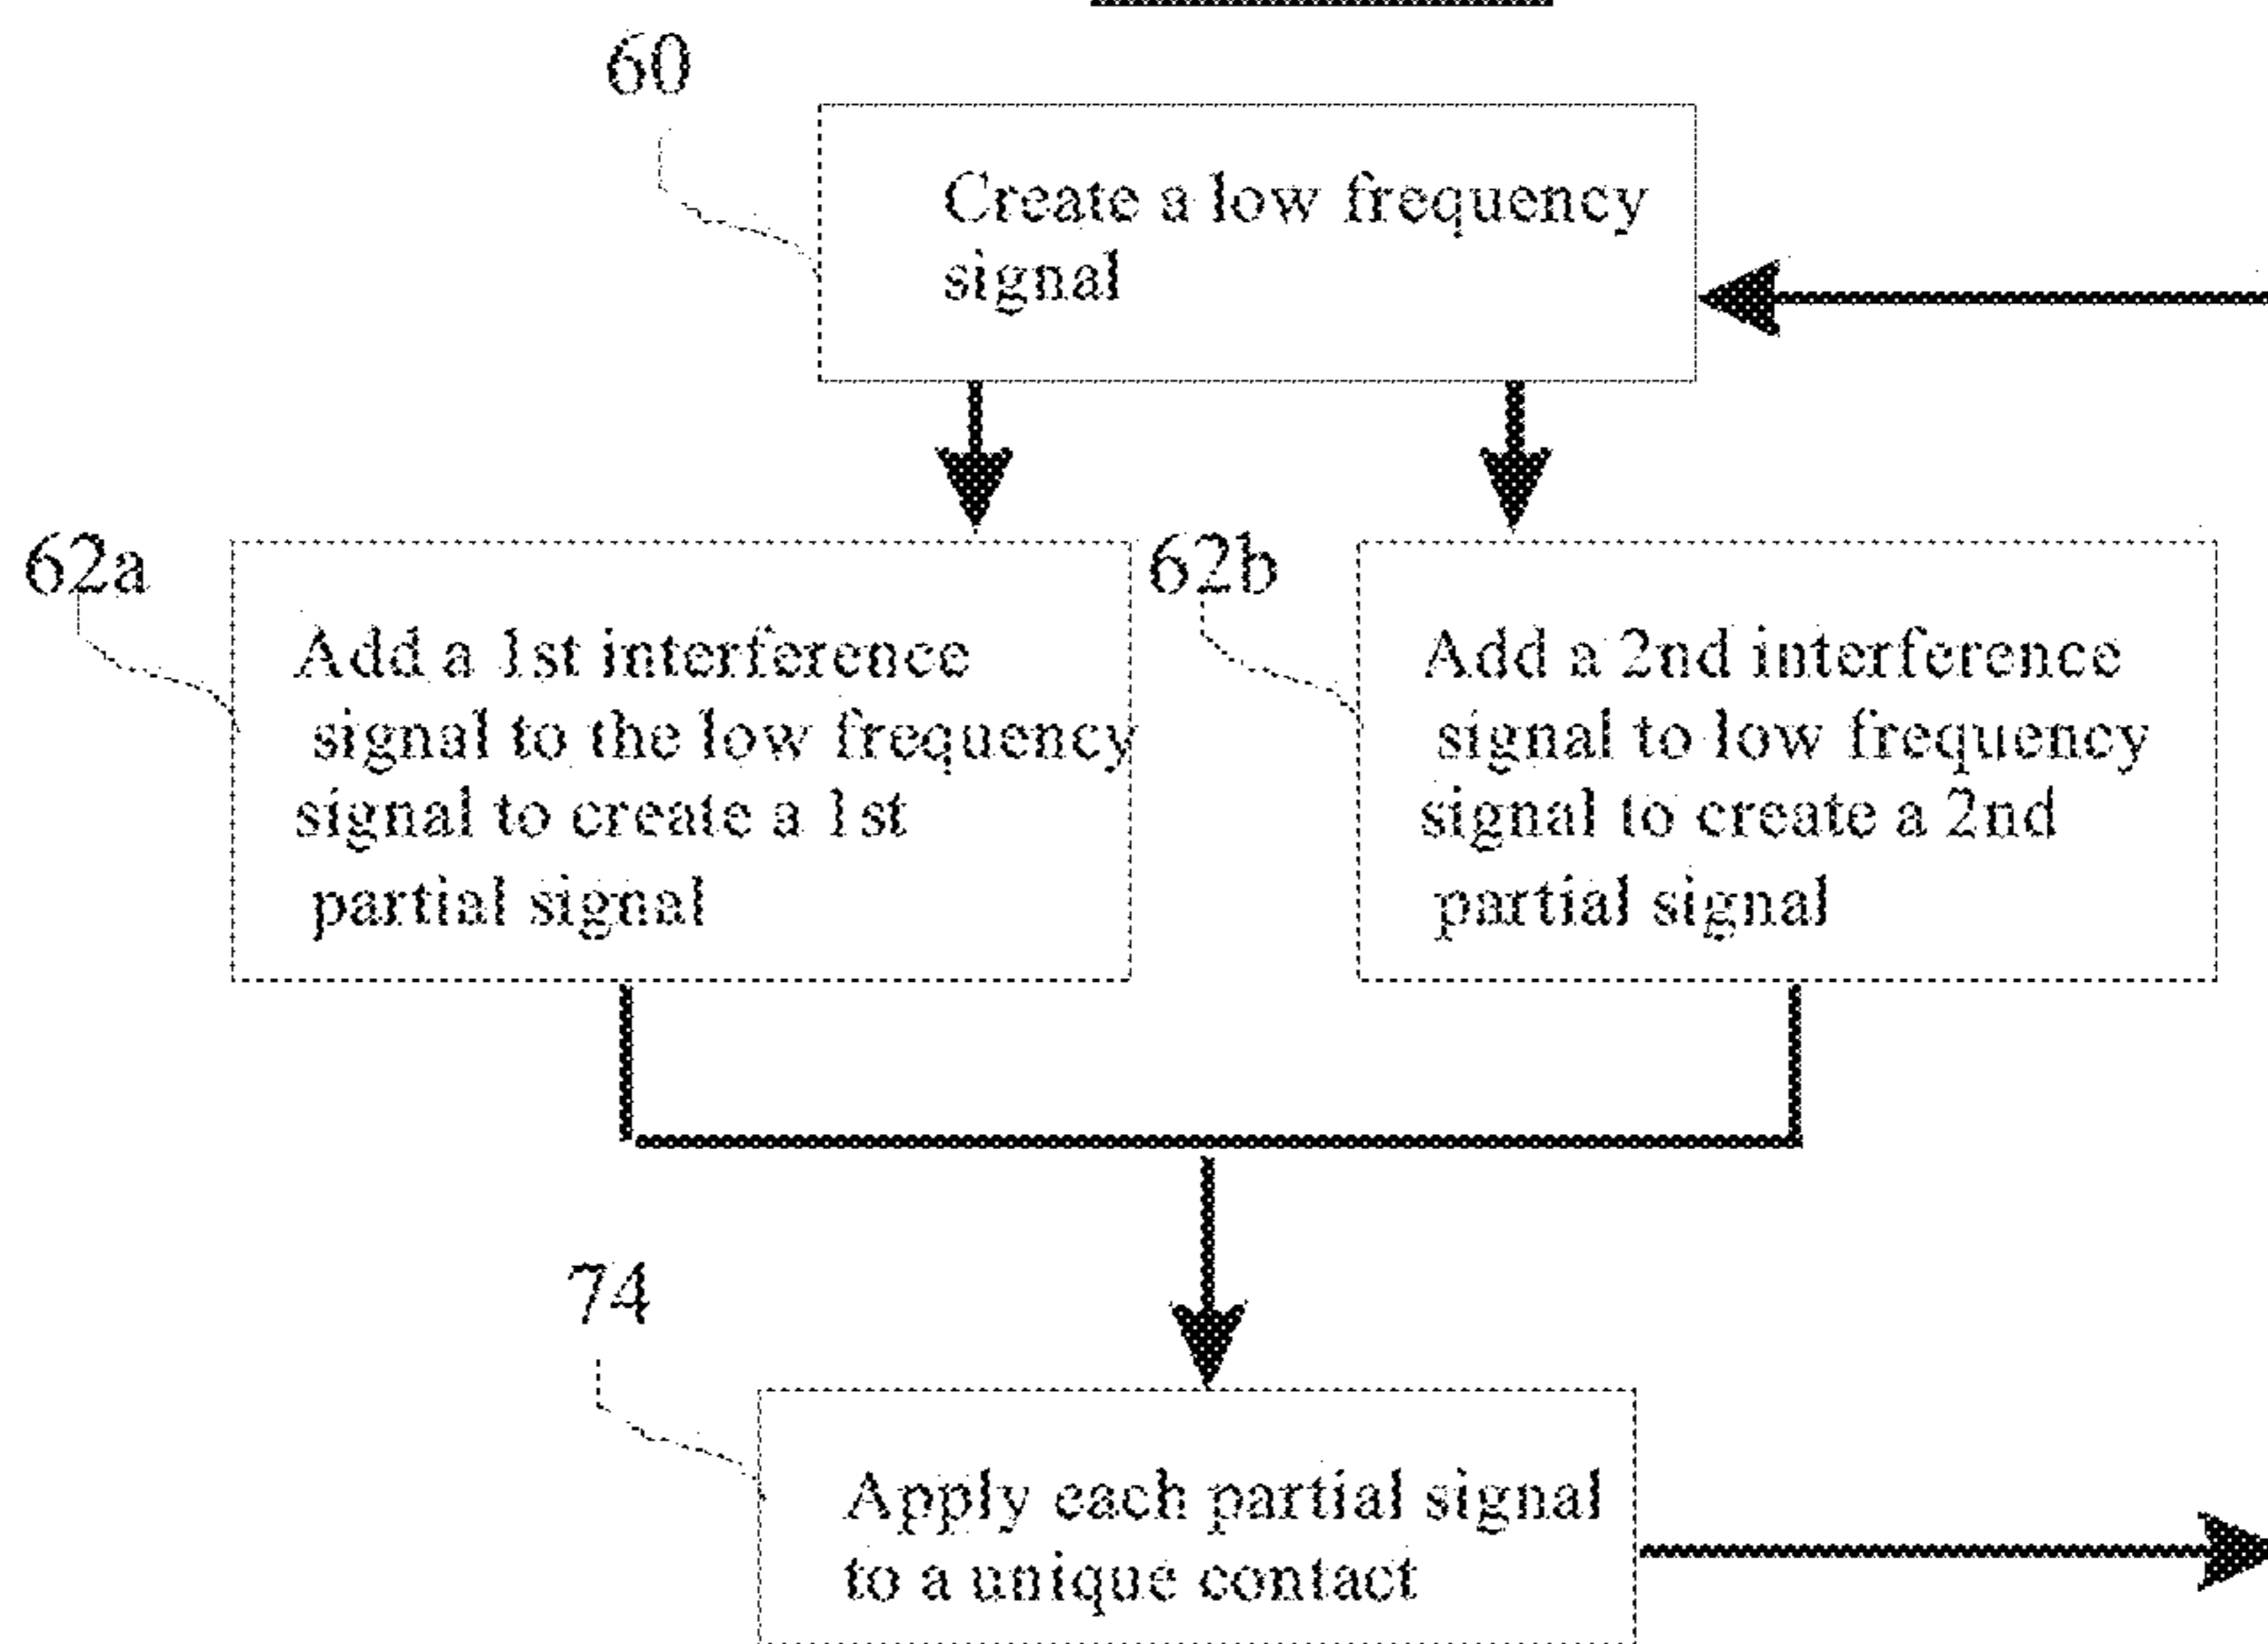 60
Create a low frequency
signal
62a
Add a 1st interference
signal to the low frequency
signal to create a 1st
partial signal
62b
Add a 2nd interference
signal to low frequency
signal to create a 2nd
partial signal
74
Apply each partial signal
to a unique contact